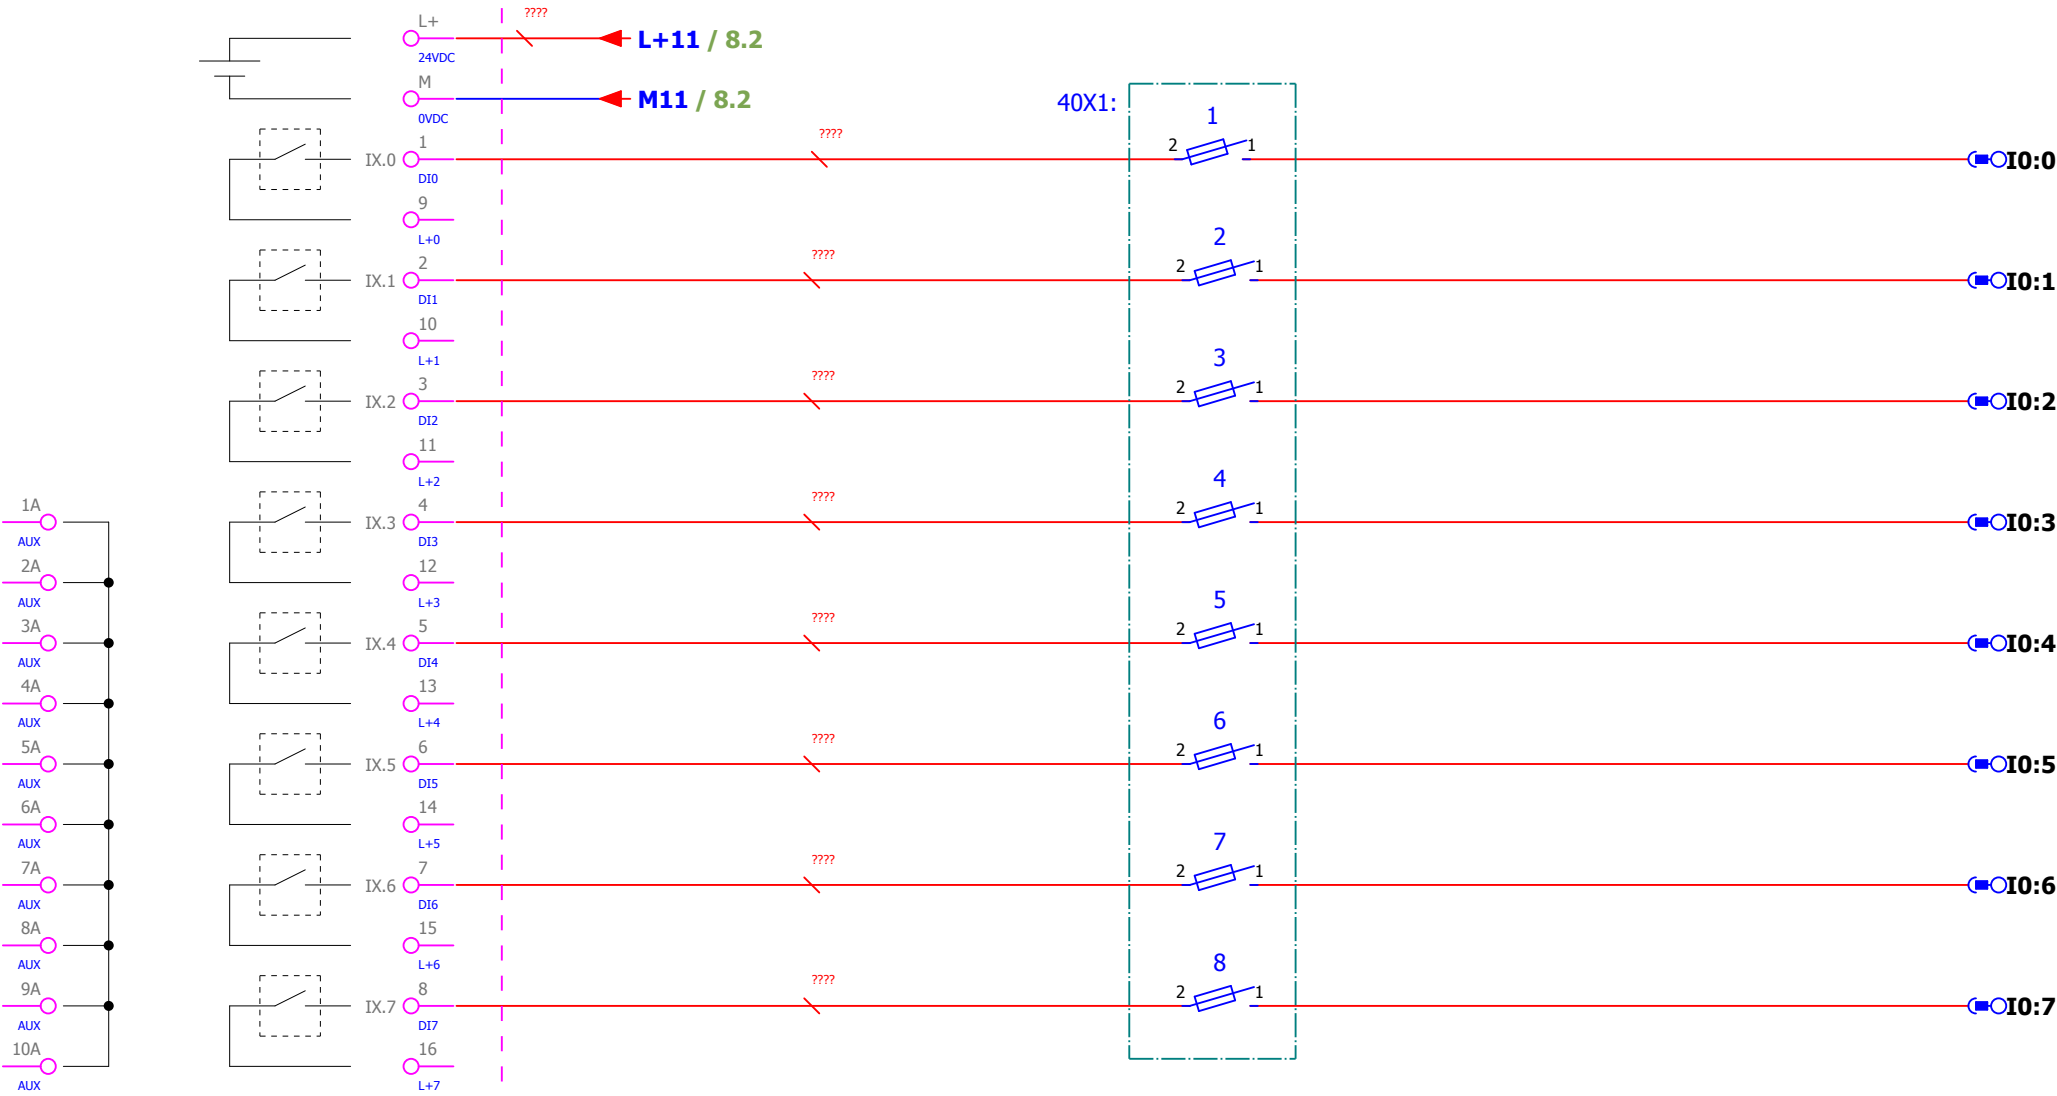 L+
????
24VDC
L+11 / 8.2
M
0VDC
M11 / 8.2
40X1:
1
IX.0
DI0
????
1
2
1
I0:0
9
L+0
2
IX.1
DI1
????
2
2
1
I0:1
10
L+1
3
IX.2
DI2
????
3
2
1
I0:2
11
L+2
4
IX.3
DI3
????
4
2
1
I0:3
12
L+3
5
IX.4
DI4
????
5
2
1
I0:4
13
L+4
6
IX.5
DI5
????
6
2
1
I0:5
14
L+5
7
IX.6
DI6
????
7
2
1
I0:6
15
L+6
8
IX.7
DI7
????
8
2
1
I0:7
16
L+7
1A
AUX
2A
AUX
3A
AUX
4A
AUX
5A
AUX
6A
AUX
7A
AUX
8A
AUX
9A
AUX
10A
AUX